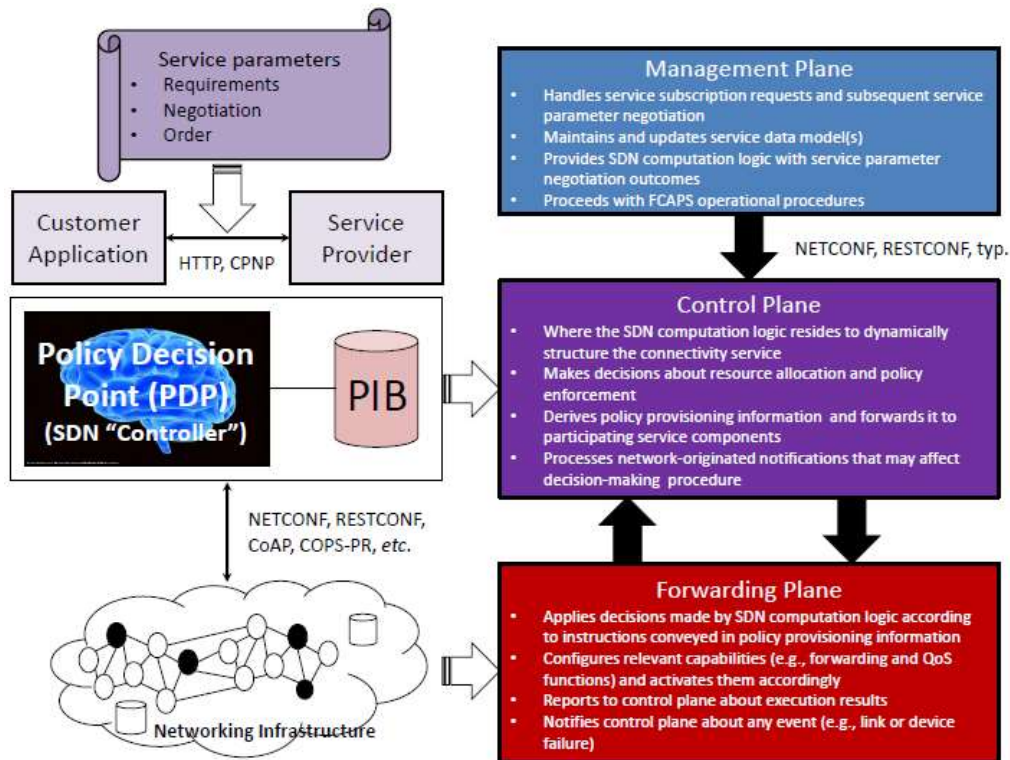 Service parameters
• Requirements
• Negotiation
• Order
Customer
Application
HTTP, CPNP
Service
Provider
Policy Decision
Point (PDP)
(SDN “Controller”)
PIB
NETCONF, RESTCONF,
CoAP, COPS-PR, etc.
Networking Infrastructure
Management Plane
• Handles service subscription requests and subsequent service
parameter negotiation
• Maintains and updates service data model(s)
• Provides SDN computation logic with service parameter
negotiation outcomes
• Proceeds with FCAPS operational procedures
NETCONF, RESTCONF, typ.
Control Plane
• Where the SDN computation logic resides to dynamically
structure the connectivity service
• Makes decisions about resource allocation and policy
enforcement
• Derives policy provisioning information and forwards it to
participating service components
• Processes network-originated notifications that may affect
decision-making procedure
Forwarding Plane
• Applies decisions made by SDN computation logic according
to instructions conveyed in policy provisioning information
• Configures relevant capabilities (e.g., forwarding and QoS
functions) and activates them accordingly
• Reports to control plane about execution results
• Notifies control plane about any event (e.g., link or device
failure)